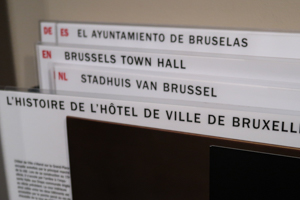 DE ES EL AYUNTAMIENTO DE BRUSELAS
EN BRUSSELS TOWN HALL
NL STADHUIS VAN BRUSSEL
L'HISTOIRE DE L'HÔTEL DE VILLE DE BRUXELLE